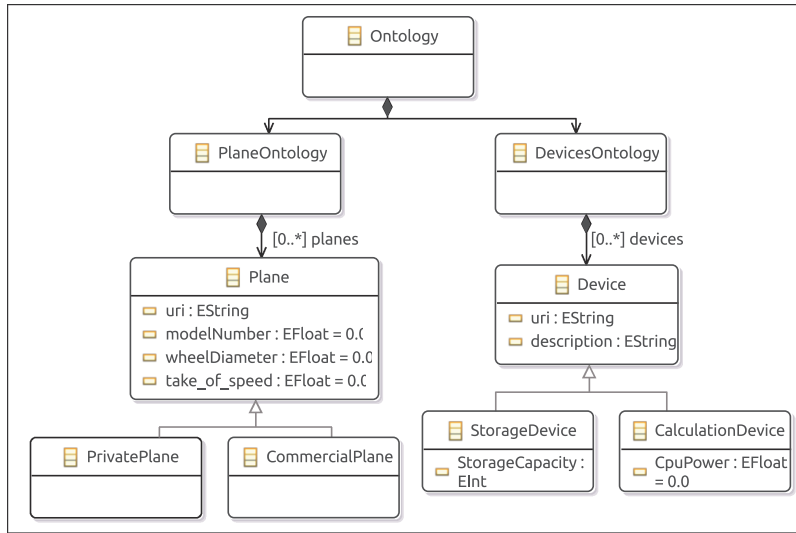 Ontology
PlaneOntology
DevicesOntology
[0..*] planes
[0..*] devices
Plane
uri : EString
modelNumber : EFloat = 0.0
wheelDiameter : EFloat = 0.0
take_of_speed : EFloat = 0.0
Device
uri : EString
description : EString
PrivatePlane
CommercialPlane
StorageDevice
StorageCapacity :
EInt
CalculationDevice
CpuPower : EFloat
= 0.0